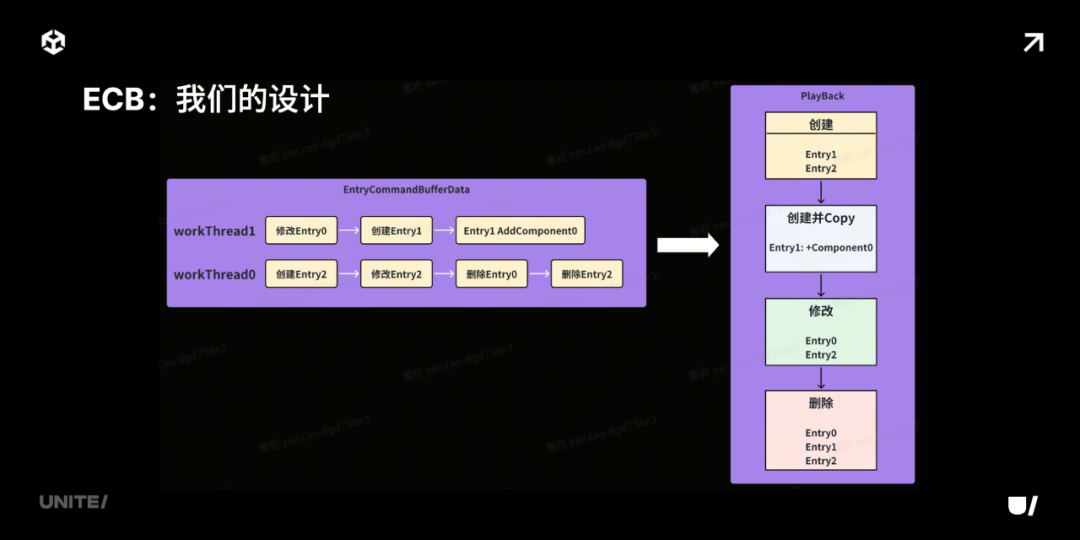 ECB：我们的设计
EntryCommandBufferData
workThread1
修改Entry0
创建Entry1
Entry1 AddComponent0
workThread0
创建Entry2
修改Entry2
删除Entry0
删除Entry2
PlayBack
创建
Entry1
Entry2
创建并Copy
Entry1: +Component0
修改
Entry0
Entry2
删除
Entry0
Entry1
Entry2
UNITE/
U/